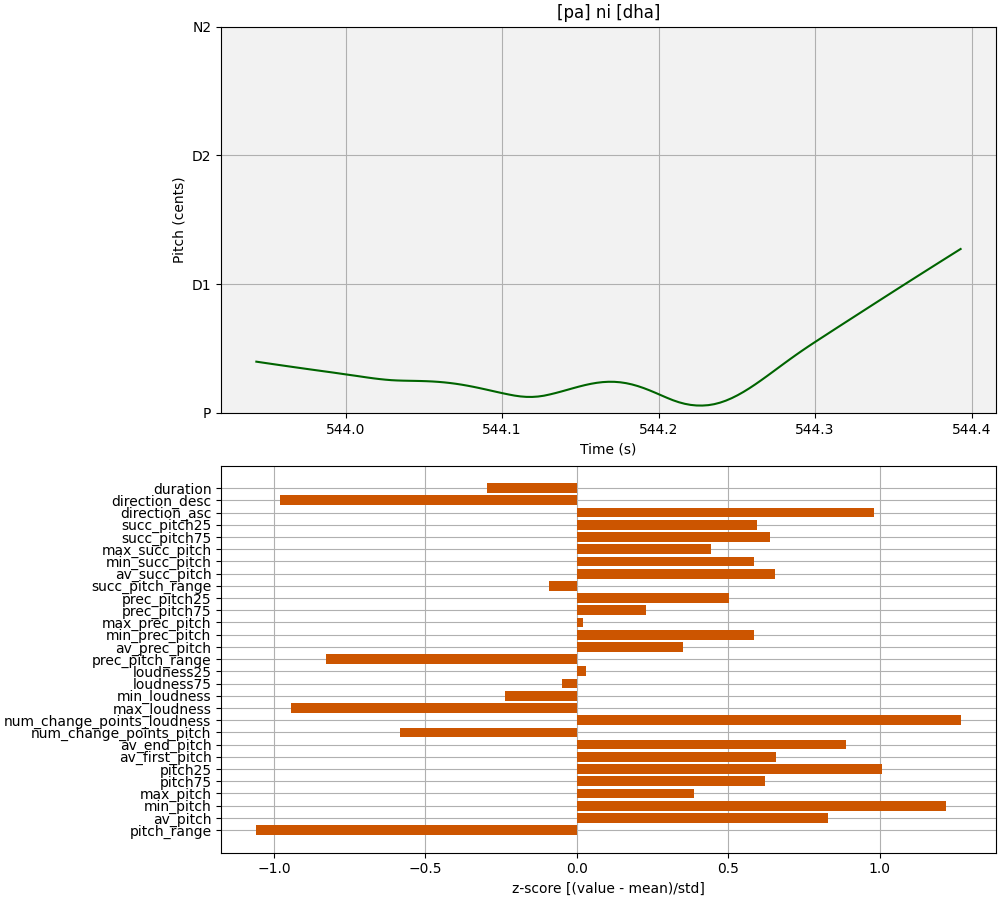 [pa] ni [dha]
N2
D2
D1
P
Pitch (cents)
544.0 544.1 544.2 544.3 544.4
Time (s)
duration
direction_desc
direction_asc
succ_pitch25
succ_pitch75
max_succ_pitch
min_succ_pitch
av_succ_pitch
succ_pitch_range
prec_pitch25
prec_pitch75
max_prec_pitch
min_prec_pitch
av_prec_pitch
prec_pitch_range
loudness25
loudness75
min_loudness
max_loudness
num_change_points_loudness
num_change_points_pitch
av_end_pitch
av_first_pitch
pitch25
pitch75
max_pitch
min_pitch
av_pitch
pitch_range
−1.0 −0.5 0.0 0.5 1.0
z-score [(value - mean)/std]